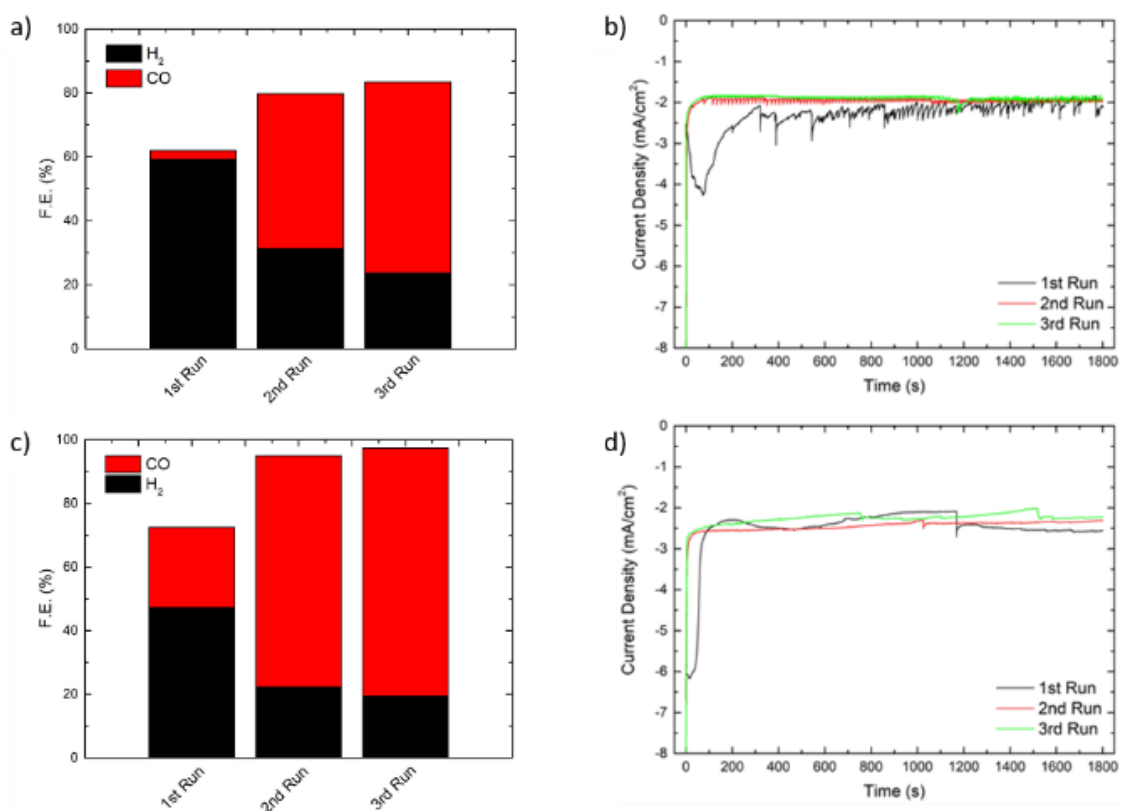 a)
100
80
60
40
20
0
F.E. (%)
H₂
CO
1st Run
2nd Run
3rd Run
b)
0
-1
-2
-3
-4
-5
-6
-7
-8
Current Density (mA/cm²)
1st Run
2nd Run
3rd Run
0 200 400 600 800 1000 1200 1400 1600 1800
Time (s)
c)
100
80
60
40
20
0
F.E. (%)
CO
H₂
1st Run
2nd Run
3rd Run
d)
0
-1
-2
-3
-4
-5
-6
-7
-8
Current Density (mA/cm²)
1st Run
2nd Run
3rd Run
0 200 400 600 800 1000 1200 1400 1600 1800
Time (s)